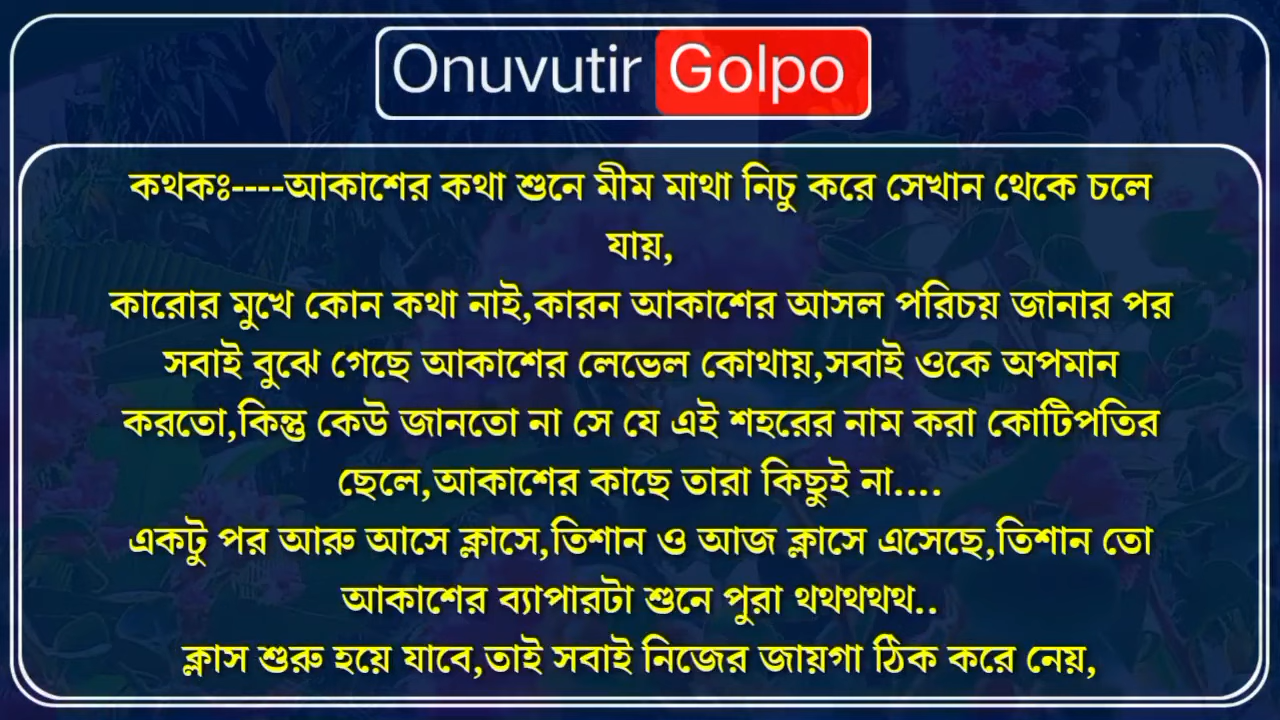 Onuvutir Golpo
কথকঃ----আকাশের কথা শুনে মীম মাথা নিচু করে সেখান থেকে চলে
যায়,
কারোর মুখে কোন কথা নাই,কারন আকাশের আসল পরিচয় জানার পর
সবাই বুঝে গেছে আকাশের লেভেল কোথায়,সবাই ওকে অপমান
করতো,কিন্তু কেউ জানতো না সে যে এই শহরের নাম করা কোটিপতির
ছেলে,আকাশের কাছে তারা কিছুই না....
একটু পর আরু আসে ক্লাসে,তিশান ও আজ ক্লাসে এসেছে,তিশান তো
আকাশের ব্যাপারটা শুনে পুরা থথথথথ..
ক্লাস শুরু হয়ে যাবে,তাই সবাই নিজের জায়গা ঠিক করে নেয়,